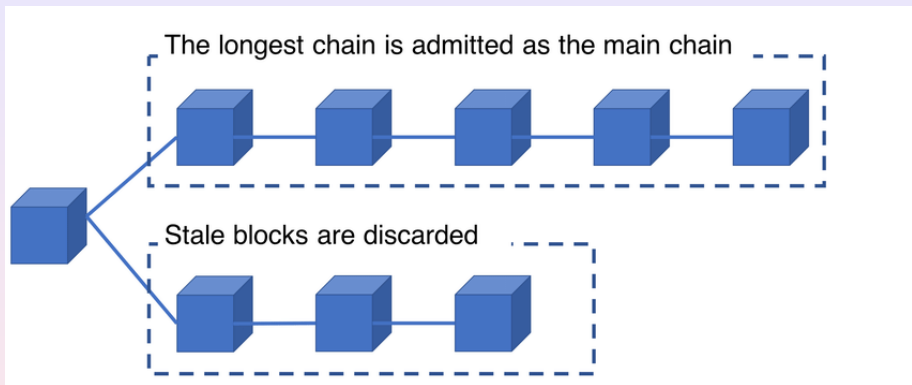 The longest chain is admitted as the main chain
Stale blocks are discarded